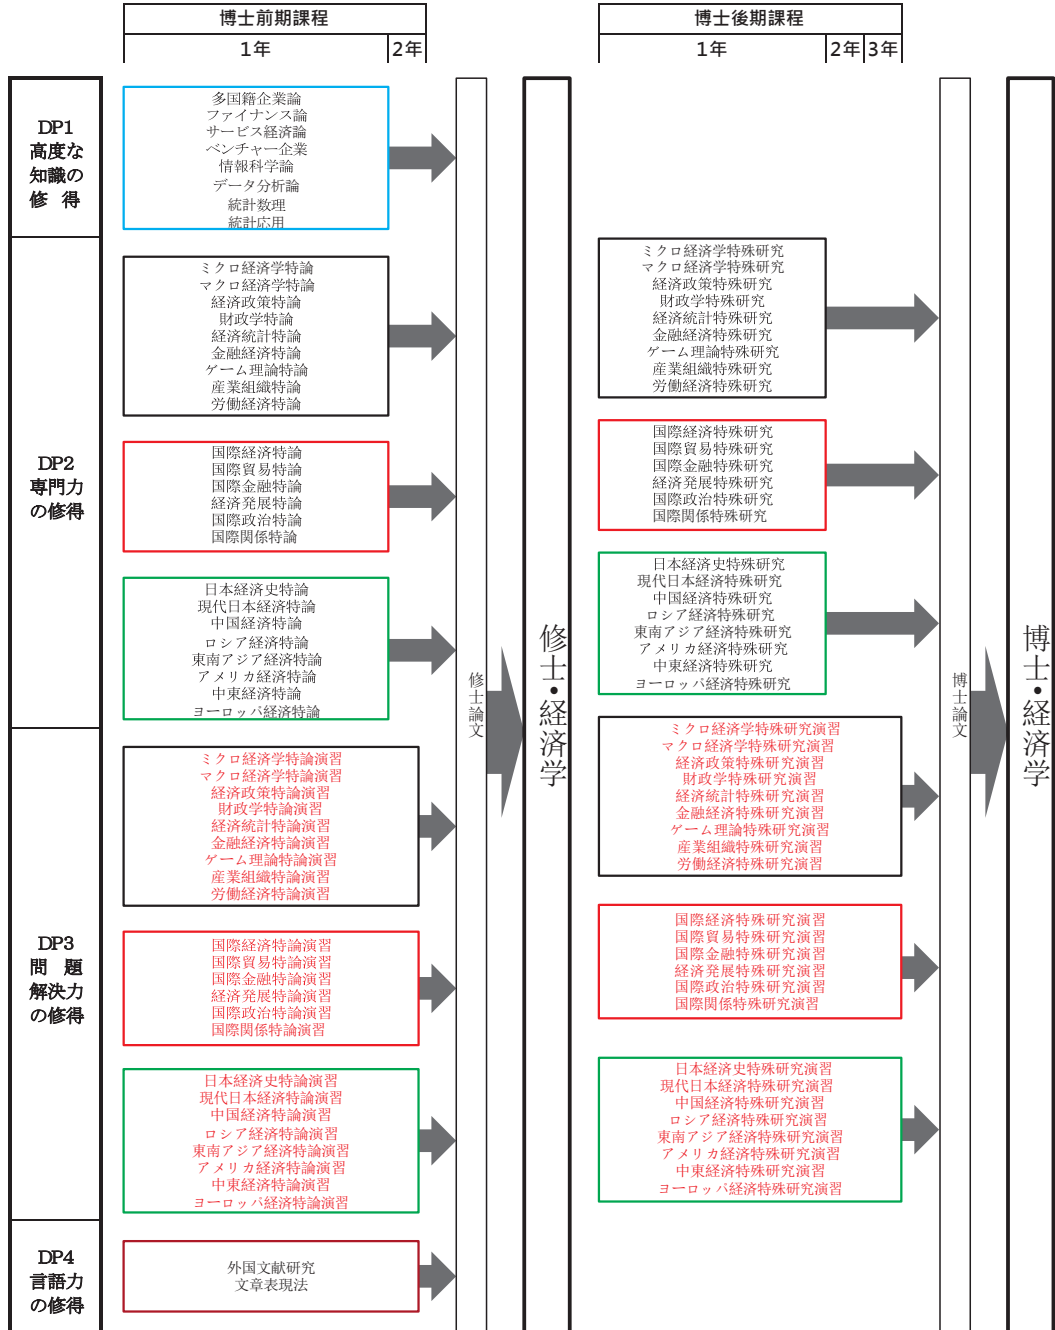 博士前期課程
1年
2年
博士後期課程
1年
2年
3年
DP1
高度な
知識の
修 得
多国籍企業論
ファイナンス論
サービス経済論
ベンチャー企業
情報科学論
データ分析論
統計数理
統計応用
DP2
専門力
の修得
ミクロ経済学特論
マクロ経済学特論
経済政策特論
財政学特論
経済統計特論
金融経済特論
ゲーム理論特論
産業組織特論
労働経済特論
国際経済特論
国際貿易特論
国際金融特論
経済発展特論
国際政治特論
国際関係特論
日本経済史特論
現代日本経済特論
中国経済特論
ロシア経済特論
東南アジア経済特論
アメリカ経済特論
中東経済特論
ヨーロッパ経済特論
DP3
問 題
解決力
の修得
ミクロ経済学特論演習
マクロ経済学特論演習
経済政策特論演習
財政学特論演習
経済統計特論演習
金融経済特論演習
ゲーム理論特論演習
産業組織特論演習
労働経済特論演習
国際経済特論演習
国際貿易特論演習
国際金融特論演習
経済発展特論演習
国際政治特論演習
国際関係特論演習
日本経済史特論演習
現代日本経済特論演習
中国経済特論演習
ロシア経済特論演習
東南アジア経済特論演習
アメリカ経済特論演習
中東経済特論演習
ヨーロッパ経済特論演習
DP4
言語力
の修得
外国文献研究
文章表現法
修士論文
修士・経済学
ミクロ経済学特殊研究
マクロ経済学特殊研究
経済政策特殊研究
財政学特殊研究
経済統計特殊研究
金融経済特殊研究
ゲーム理論特殊研究
産業組織特殊研究
労働経済特殊研究
国際経済特殊研究
国際貿易特殊研究
国際金融特殊研究
経済発展特殊研究
国際政治特殊研究
国際関係特殊研究
日本経済史特殊研究
現代日本経済特殊研究
中国経済特殊研究
ロシア経済特殊研究
東南アジア経済特殊研究
アメリカ経済特殊研究
中東経済特殊研究
ヨーロッパ経済特殊研究
ミクロ経済学特殊研究演習
マクロ経済学特殊研究演習
経済政策特殊研究演習
財政学特殊研究演習
経済統計特殊研究演習
金融経済特殊研究演習
ゲーム理論特殊研究演習
産業組織特殊研究演習
労働経済特殊研究演習
国際経済特殊研究演習
国際貿易特殊研究演習
国際金融特殊研究演習
経済発展特殊研究演習
国際政治特殊研究演習
国際関係特殊研究演習
日本経済史特殊研究演習
現代日本経済特殊研究演習
中国経済特殊研究演習
ロシア経済特殊研究演習
東南アジア経済特殊研究演習
アメリカ経済特殊研究演習
中東経済特殊研究演習
ヨーロッパ経済特殊研究演習
博士論文
博士・経済学